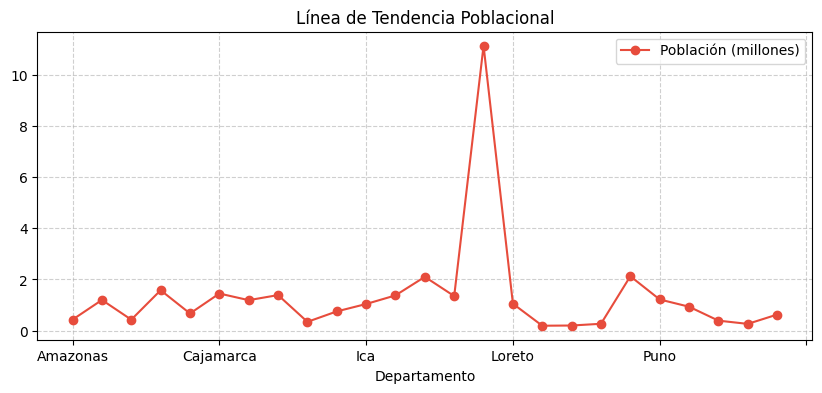 Línea de Tendencia Poblacional
Población (millones)
10
8
6
4
2
0
Amazonas Cajamarca Ica Loreto Puno
Departamento